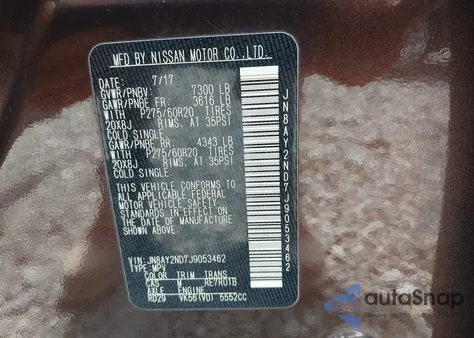 MFD BY NISSAN MOTOR CO.,LTD.
DATE: 7/17
GVWR/PNBV: 7300 LB
GAWR/PNBE FR: 3616 LB
WITH P275/60R20 TIRES
20X8J RIMS, AT 35PSI
COLD SINGLE.
GAWR/PNBE RR: 4343 LB
WITH P275/60R20 TIRES
20X8J RIMS, AT 35PSI
COLD SINGLE.
THIS VEHICLE CONFORMS TO
ALL APPLICABLE FEDERAL
MOTOR VEHICLE SAFETY
STANDARDS IN EFFECT ON
THE DATE OF MANUFACTURE
SHOWN ABOVE.
VIN:JN8AY2ND7J9053462
TYPE:MPV
COLOR TRIM TRANS
CAS M RE7R01B
AXLE ENGINE
RD29 VK56(VD) 5552CC
JN8AY2ND7J9053462
autaSnap